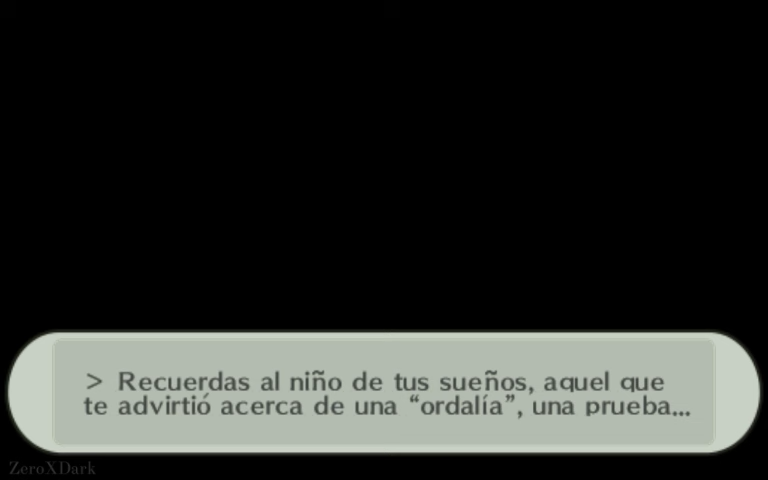 > Recuerdas al niño de tus sueños, aquel que
te advirtió acerca de una “ordalía”, una prueba...
ZeroXDark